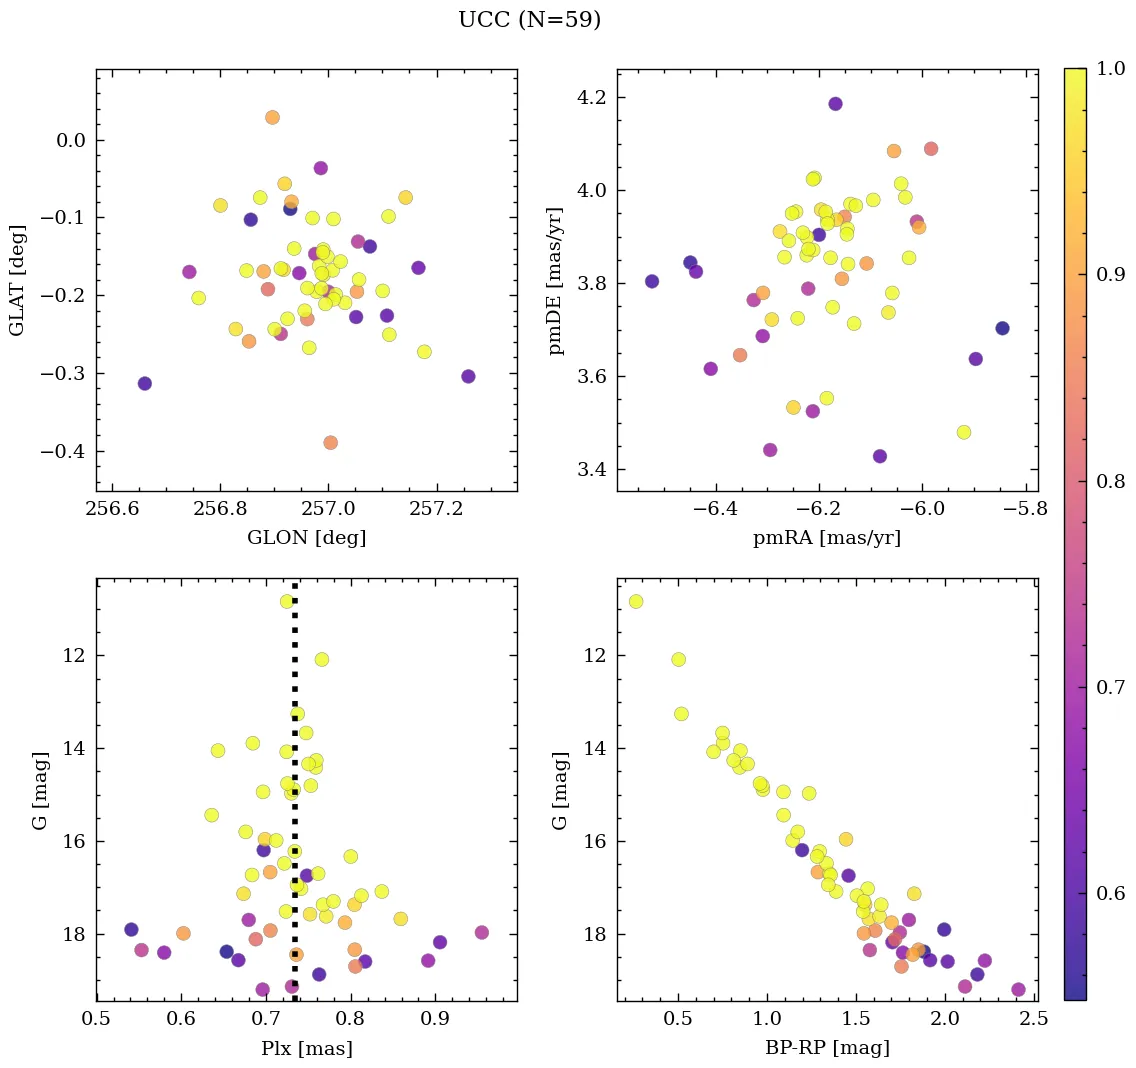 UCC (N=59)
0.0
−0.1
−0.2
−0.3
−0.4
GLAT [deg]
256.6 256.8 257.0 257.2
GLON [deg]
4.2
4.0
3.8
3.6
3.4
pmDE [mas/yr]
−6.4 −6.2 −6.0 −5.8
pmRA [mas/yr]
1.0
0.9
0.8
0.7
0.6
12
14
16
18
G [mag]
0.5 0.6 0.7 0.8 0.9
Plx [mas]
12
14
16
18
G [mag]
0.5 1.0 1.5 2.0 2.5
BP-RP [mag]